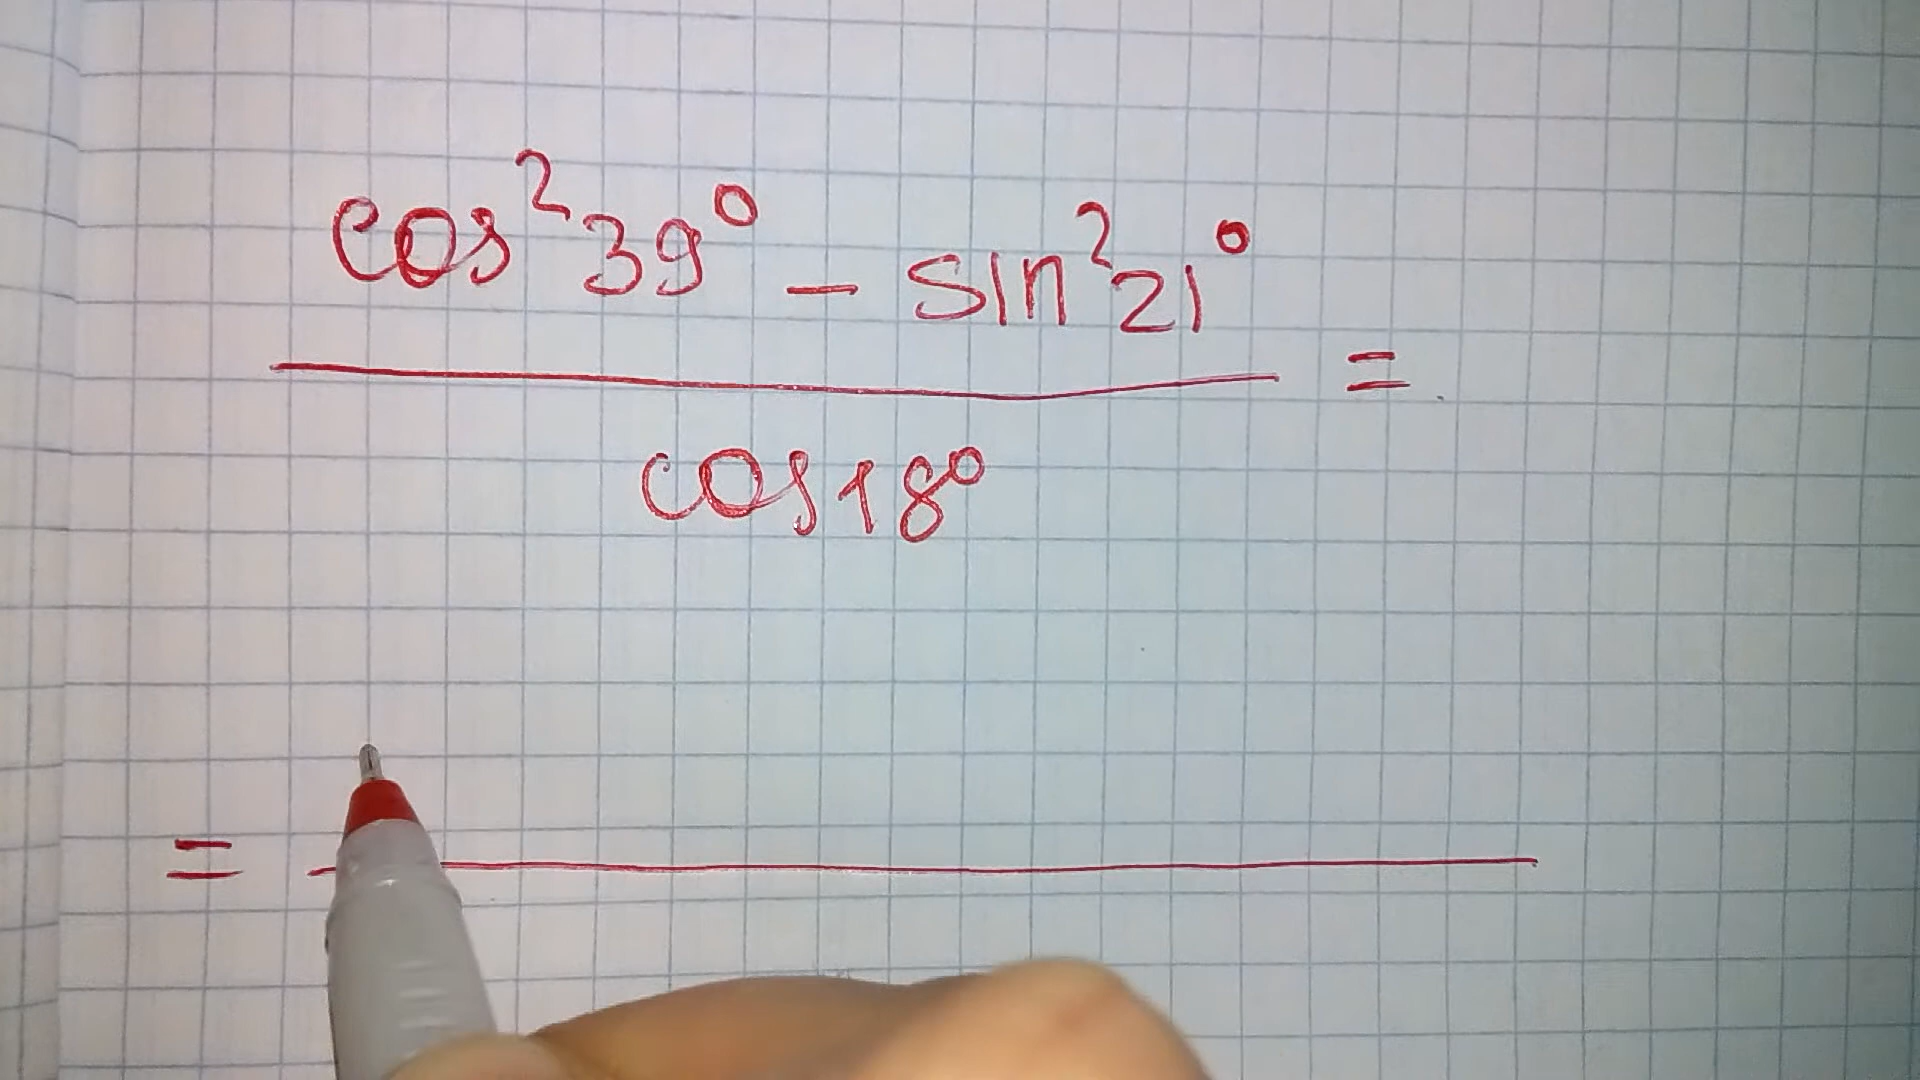 cos²39° - sin²21°
=
cos18°
=